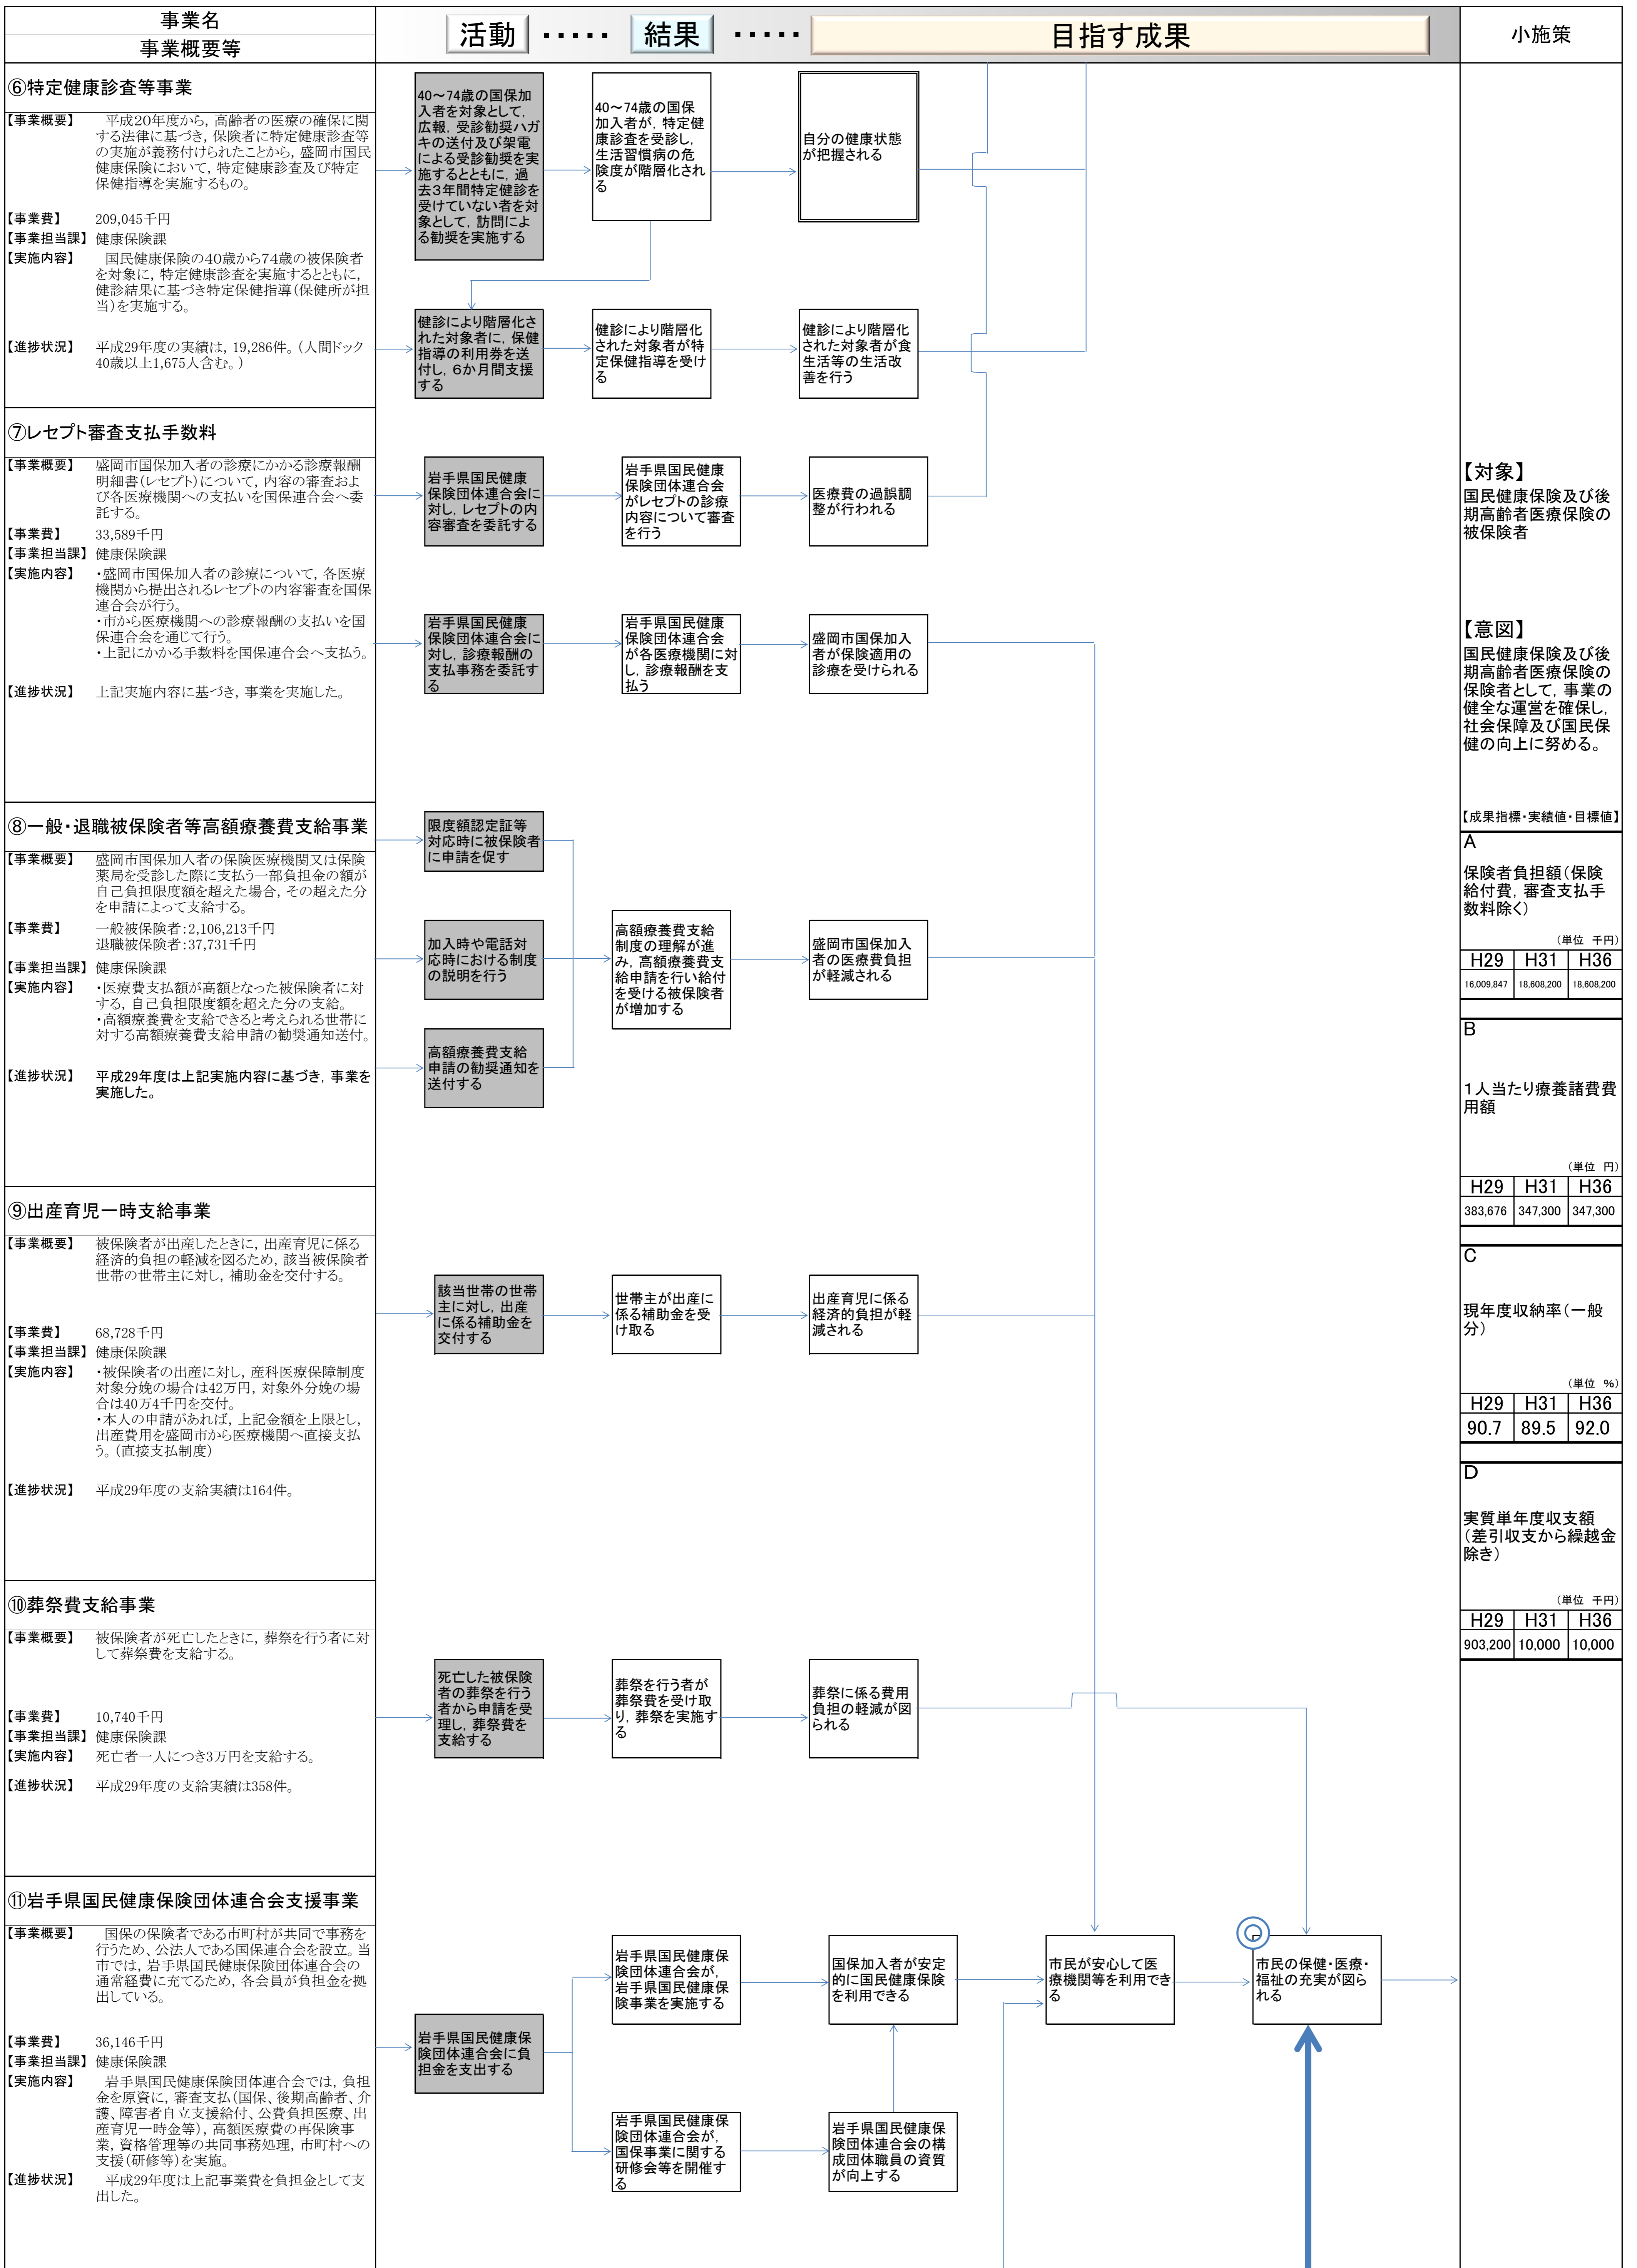 事業名
事業概要等
活動 ・・・・・ 結果 ・・・・・ 目指す成果
小施策
⑥特定健康診査等事業
【事業概要】 平成20年度から，高齢者の医療の確保に関
する法律に基づき，保険者に特定健康診査等
の実施が義務付けられたことから，盛岡市国民
健康保険において，特定健康診査及び特定
保健指導を実施するもの。
【事業費】 209,045千円
【事業担当課】 健康保険課
【実施内容】 国民健康保険の40歳から74歳の被保険者
を対象に，特定健康診査を実施するとともに，
健診結果に基づき特定保健指導（保健所が担
当）を実施する。
【進捗状況】 平成29年度の実績は，19,286件。（人間ドック
40歳以上1,675人含む。）
40～74歳の国保加
入者を対象として，
広報，受診勧奨ハガ
キの送付及び架電
による受診勧奨を実
施するとともに，過
去3年間特定健診を
受けていない者を対
象として，訪問によ
る勧奨を実施する
40～74歳の国保
加入者が，特定健
康診査を受診し，
生活習慣病の危
険度が階層化され
る
自分の健康状態
が把握される
健診により階層化さ
れた対象者に，保健
指導の利用券を送
付し，6か月間支援
する
健診により階層化
された対象者が特
定保健指導を受け
る
健診により階層化
された対象者が食
生活等の生活改
善を行う
⑦レセプト審査支払手数料
【事業概要】 盛岡市国保加入者の診療にかかる診療報酬
明細書（レセプト）について，内容の審査およ
び各医療機関への支払いを国保連合会へ委
託する。
【事業費】 33,589千円
【事業担当課】 健康保険課
【実施内容】 ・盛岡市国保加入者の診療について，各医療
機関から提出されるレセプトの内容審査を国保
連合会が行う。
・市から医療機関への診療報酬の支払いを国
保連合会を通じて行う。
・上記にかかる手数料を国保連合会へ支払う。
【進捗状況】 上記実施内容に基づき，事業を実施した。
岩手県国民健康
保険団体連合会に
対し，レセプトの内
容審査を委託する
岩手県国民健康
保険団体連合会
がレセプトの診療
内容について審査
を行う
医療費の過誤調
整が行われる
岩手県国民健康
保険団体連合会に
対し，診療報酬の
支払事務を委託す
る
岩手県国民健康
保険団体連合会
が各医療機関に対
し，診療報酬を支
払う
盛岡市国保加入
者が保険適用の
診療を受けられる
⑧一般・退職被保険者等高額療養費支給事業
【事業概要】 盛岡市国保加入者の保険医療機関又は保険
薬局を受診した際に支払う一部負担金の額が
自己負担限度額を超えた場合，その超えた分
を申請によって支給する。
【事業費】 一般被保険者：2,106,213千円
退職被保険者：37,731千円
【事業担当課】 健康保険課
【実施内容】 ・医療費支払額が高額となった被保険者に対
する，自己負担限度額を超えた分の支給。
・高額療養費を支給できると考えられる世帯に
対する高額療養費支給申請の勧奨通知送付。
【進捗状況】 平成29年度は上記実施内容に基づき，事業を
実施した。
限度額認定証等
対応時に被保険者
に申請を促す
加入時や電話対
応時における制度
の説明を行う
高額療養費支給
申請の勧奨通知を
送付する
高額療養費支給
制度の理解が進
み，高額療養費支
給申請を行い給付
を受ける被保険者
が増加する
盛岡市国保加入
者の医療費負担
が軽減される
⑨出産育児一時支給事業
【事業概要】 被保険者が出産したときに，出産育児に係る
経済的負担の軽減を図るため，該当被保険者
世帯の世帯主に対し，補助金を交付する。
【事業費】 68,728千円
【事業担当課】 健康保険課
【実施内容】 ・被保険者の出産に対し，産科医療保障制度
対象分娩の場合は42万円，対象外分娩の場
合は40万4千円を交付。
・本人の申請があれば，上記金額を上限とし，
出産費用を盛岡市から医療機関へ直接支払
う。（直接支払制度）
【進捗状況】 平成29年度の支給実績は164件。
該当世帯の世帯
主に対し，出産
に係る補助金を
交付する
世帯主が出産に
係る補助金を受
け取る
出産育児に係る
経済的負担が軽
減される
⑩葬祭費支給事業
【事業概要】 被保険者が死亡したときに，葬祭を行う者に対
して葬祭費を支給する。
【事業費】 10,740千円
【事業担当課】 健康保険課
【実施内容】 死亡者一人につき3万円を支給する。
【進捗状況】 平成29年度の支給実績は358件。
死亡した被保険
者の葬祭を行う
者から申請を受
理し，葬祭費を
支給する
葬祭を行う者が
葬祭費を受け取
り，葬祭を実施す
る
葬祭に係る費用
負担の軽減が図
られる
⑪岩手県国民健康保険団体連合会支援事業
【事業概要】 国保の保険者である市町村が共同で事務を
行うため、公法人である国保連合会を設立。当
市では，岩手県国民健康保険団体連合会の
通常経費に充てるため，各会員が負担金を拠
出している。
【事業費】 36,146千円
【事業担当課】 健康保険課
【実施内容】 岩手県国民健康保険団体連合会では，負担
金を原資に，審査支払（国保、後期高齢者、介
護、障害者自立支援給付、公費負担医療、出
産育児一時金等），高額医療費の再保険事
業，資格管理等の共同事務処理，市町村への
支援（研修等）を実施。
【進捗状況】 平成29年度は上記事業費を負担金として支
出した。
岩手県国民健康保
険団体連合会に負
担金を支出する
岩手県国民健康保
険団体連合会が，
岩手県国民健康保
険事業を実施する
国保加入者が安定
的に国民健康保険
を利用できる
市民が安心して医
療機関等を利用でき
る
市民の保健・医療・
福祉の充実が図ら
れる
岩手県国民健康保
険団体連合会が，
国保事業に関する
研修会等を開催す
る
岩手県国民健康保
険団体連合会の構
成団体職員の資質
が向上する
【対象】
国民健康保険及び後
期高齢者医療保険の
被保険者
【意図】
国民健康保険及び後
期高齢者医療保険の
保険者として，事業の
健全な運営を確保し，
社会保障及び国民保
健の向上に努める。
【成果指標・実績値・目標値】
A
保険者負担額（保険
給付費，審査支払手
数料除く）
（単位 千円）
H29 H31 H36
16,009,847 18,608,200 18,608,200
B
1人当たり療養諸費費
用額
（単位 円）
H29 H31 H36
383,676 347,300 347,300
C
現年度収納率（一般
分）
（単位 %）
H29 H31 H36
90.7 89.5 92.0
D
実質単年度収支額
（差引収支から繰越金
除き）
（単位 千円）
H29 H31 H36
903,200 10,000 10,000